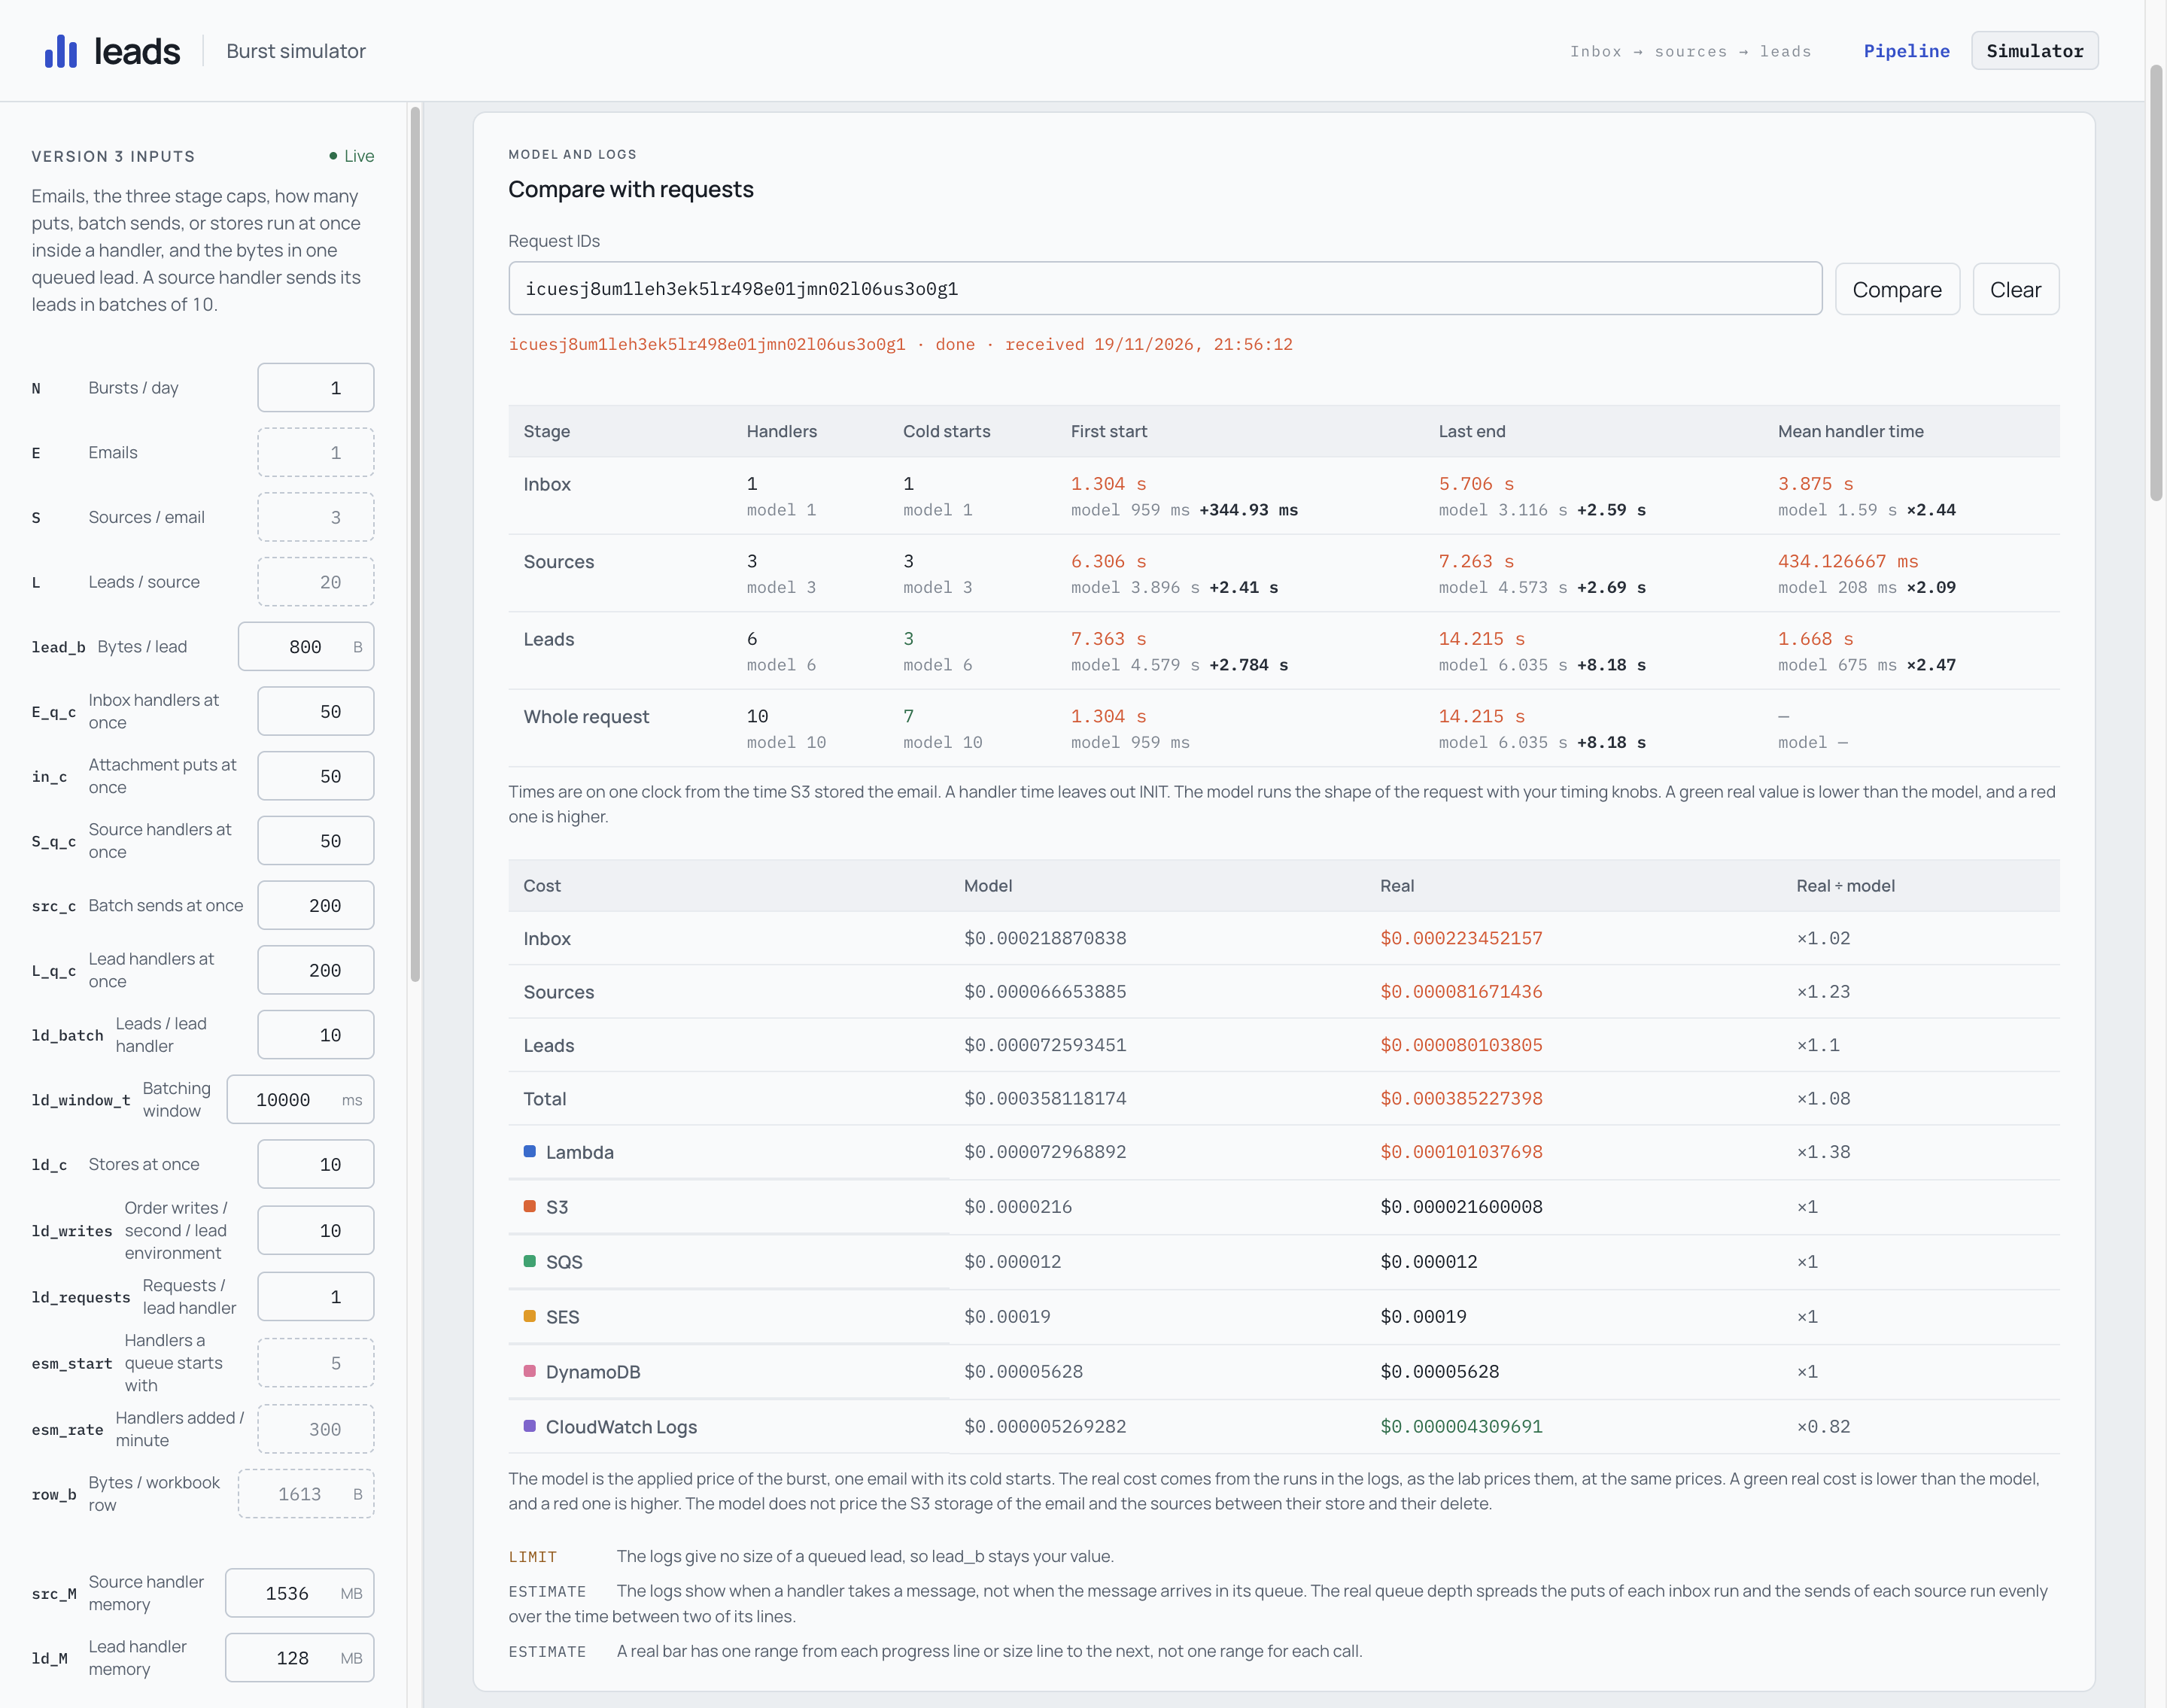 leads
Burst simulator
Inbox → sources → leads
Pipeline
Simulator
VERSION 3 INPUTS
Live
Emails, the three stage caps, how many
puts, batch sends, or stores run at once
inside a handler, and the bytes in one
queued lead. A source handler sends its
leads in batches of 10.
N Bursts / day 1
E Emails 1
S Sources / email 3
L Leads / source 20
lead_b Bytes / lead 800 B
E_q_c Inbox handlers at
once 50
in_c Attachment puts at
once 50
S_q_c Source handlers at
once 50
src_c Batch sends at once 200
L_q_c Lead handlers at
once 200
ld_batch Leads / lead
handler 10
ld_window_t Batching
window 10000 ms
ld_c Stores at once 10
ld_writes Order writes /
second / lead
environment 10
ld_requests Requests /
lead handler 1
esm_start Handlers a
queue starts
with 5
esm_rate Handlers added /
minute 300
row_b Bytes / workbook
row 1613 B
src_M Source handler
memory 1536 MB
ld_M Lead handler
memory 128 MB
MODEL AND LOGS
Compare with requests
Request IDs
icuesj8um1leh3ek5lr498e01jmn02l06us3o0g1
Compare
Clear
icuesj8um1leh3ek5lr498e01jmn02l06us3o0g1 · done · received 19/11/2026, 21:56:12
Stage Handlers Cold starts First start Last end Mean handler time
Inbox 1 1 1.304 s 5.706 s 3.875 s
model 1 model 1 model 959 ms +344.93 ms model 3.116 s +2.59 s model 1.59 s ×2.44
Sources 3 3 6.306 s 7.263 s 434.126667 ms
model 3 model 3 model 3.896 s +2.41 s model 4.573 s +2.69 s model 208 ms ×2.09
Leads 6 3 7.363 s 14.215 s 1.668 s
model 6 model 6 model 4.579 s +2.784 s model 6.035 s +8.18 s model 675 ms ×2.47
Whole request 10 7 1.304 s 14.215 s —
model 10 model 10 model 959 ms model 6.035 s +8.18 s model —
Times are on one clock from the time S3 stored the email. A handler time leaves out INIT. The model runs the shape of the request with your timing knobs. A green real value is lower than the model, and a red
one is higher.
Cost Model Real Real ÷ model
Inbox $0.000218870838 $0.000223452157 ×1.02
Sources $0.000066653885 $0.000081671436 ×1.23
Leads $0.000072593451 $0.000080103805 ×1.1
Total $0.000358118174 $0.000385227398 ×1.08
Lambda $0.000072968892 $0.000101037698 ×1.38
S3 $0.0000216 $0.000021600008 ×1
SQS $0.000012 $0.000012 ×1
SES $0.00019 $0.00019 ×1
DynamoDB $0.00005628 $0.00005628 ×1
CloudWatch Logs $0.000005269282 $0.000004309691 ×0.82
The model is the applied price of the burst, one email with its cold starts. The real cost comes from the runs in the logs, as the lab prices them, at the same prices. A green real cost is lower than the model,
and a red one is higher. The model does not price the S3 storage of the email and the sources between their store and their delete.
LIMIT The logs give no size of a queued lead, so lead_b stays your value.
ESTIMATE The logs show when a handler takes a message, not when the message arrives in its queue. The real queue depth spreads the puts of each inbox run and the sends of each source run evenly
over the time between two of its lines.
ESTIMATE A real bar has one range from each progress line or size line to the next, not one range for each call.